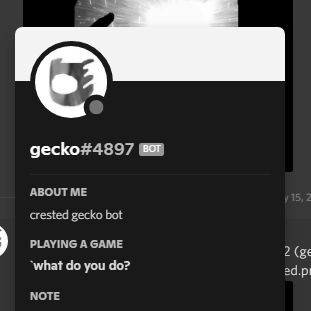 gecko#4897 BOT
y 15, 2
ABOUT ME
crested gecko bot
PLAYING A GAME
2 (ge
`what do you do?
ed.pr
NOTE